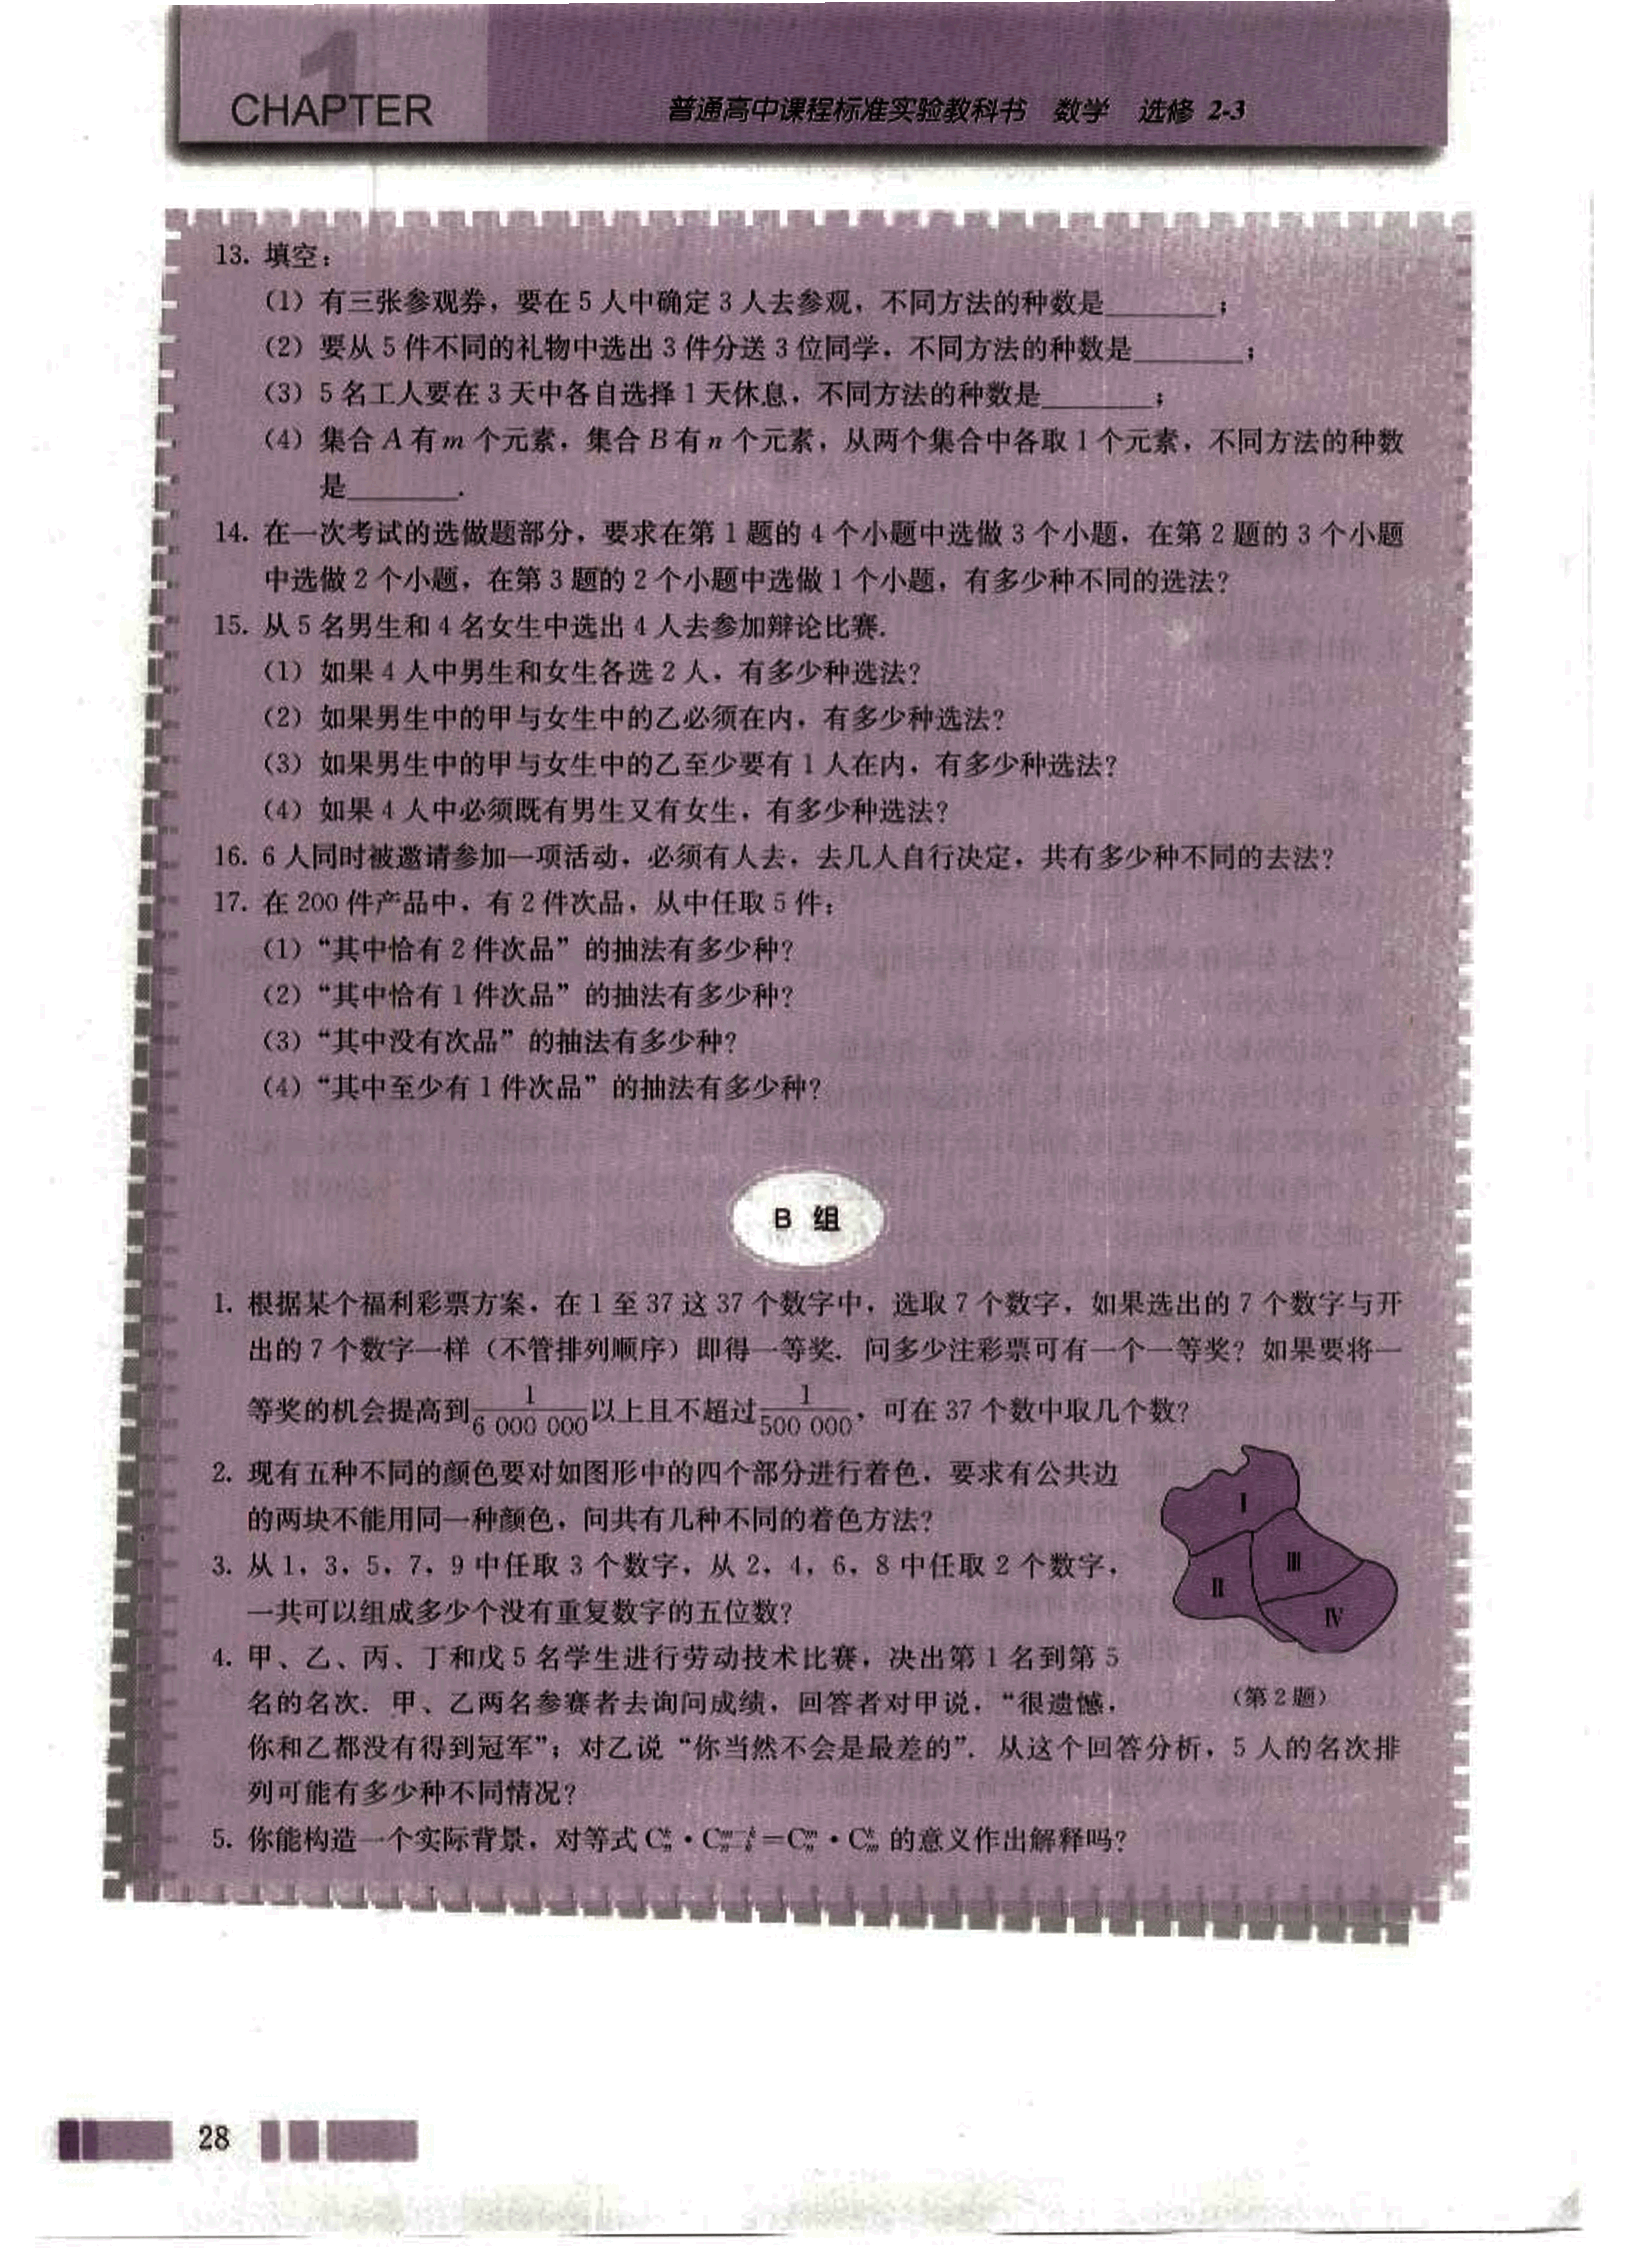 1
CHAPTER
普通高中课程标准实验教科书 数学 选修 2-3
13. 填空：
(1) 有三张参观券，要在 5 人中确定 3 人去参观，不同方法的种数是________；
(2) 要从 5 件不同的礼物中选出 3 件分送 3 位同学，不同方法的种数是________；
(3) 5 名工人要在 3 天中各自选择 1 天休息，不同方法的种数是________；
(4) 集合 A 有 m 个元素，集合 B 有 n 个元素，从两个集合中各取 1 个元素，不同方法的种数
是________.
14. 在一次考试的选做题部分，要求在第 1 题的 4 个小题中选做 3 个小题，在第 2 题的 3 个小题
中选做 2 个小题，在第 3 题的 2 个小题中选做 1 个小题，有多少种不同的选法？
15. 从 5 名男生和 4 名女生中选出 4 人去参加辩论比赛.
(1) 如果 4 人中男生和女生各选 2 人，有多少种选法？
(2) 如果男生中的甲与女生中的乙必须在内，有多少种选法？
(3) 如果男生中的甲与女生中的乙至少要有 1 人在内，有多少种选法？
(4) 如果 4 人中必须既有男生又有女生，有多少种选法？
16. 6 人同时被邀请参加一项活动，必须有人去，去几人自行决定，共有多少种不同的去法？
17. 在 200 件产品中，有 2 件次品，从中任取 5 件：
(1) “其中恰有 2 件次品” 的抽法有多少种？
(2) “其中恰有 1 件次品” 的抽法有多少种？
(3) “其中没有次品” 的抽法有多少种？
(4) “其中至少有 1 件次品” 的抽法有多少种？
B 组
1. 根据某个福利彩票方案，在 1 至 37 这 37 个数字中，选取 7 个数字，如果选出的 7 个数字与开
出的 7 个数字一样（不管排列顺序）即得一等奖. 问多少注彩票可有一个一等奖？如果要将一
等奖的机会提高到 1/6 000 000 以上且不超过 1/500 000，可在 37 个数中取几个数？
2. 现有五种不同的颜色要对如图形中的四个部分进行着色，要求有公共边
的两块不能用同一种颜色，问共有几种不同的着色方法？
3. 从 1，3，5，7，9 中任取 3 个数字，从 2，4，6，8 中任取 2 个数字，
一共可以组成多少个没有重复数字的五位数？
4. 甲、乙、丙、丁和戊 5 名学生进行劳动技术比赛，决出第 1 名到第 5
名的名次. 甲、乙两名参赛者去询问成绩，回答者对甲说，“很遗憾，
你和乙都没有得到冠军”；对乙说 “你当然不会是最差的”. 从这个回答分析，5 人的名次排
列可能有多少种不同情况？
5. 你能构造一个实际背景，对等式 C_n^k · C_{n-k}^{m-k} = C_n^m · C_m^k 的意义作出解释吗？
Ⅰ
Ⅱ
Ⅲ
Ⅳ
（第 2 题）
28